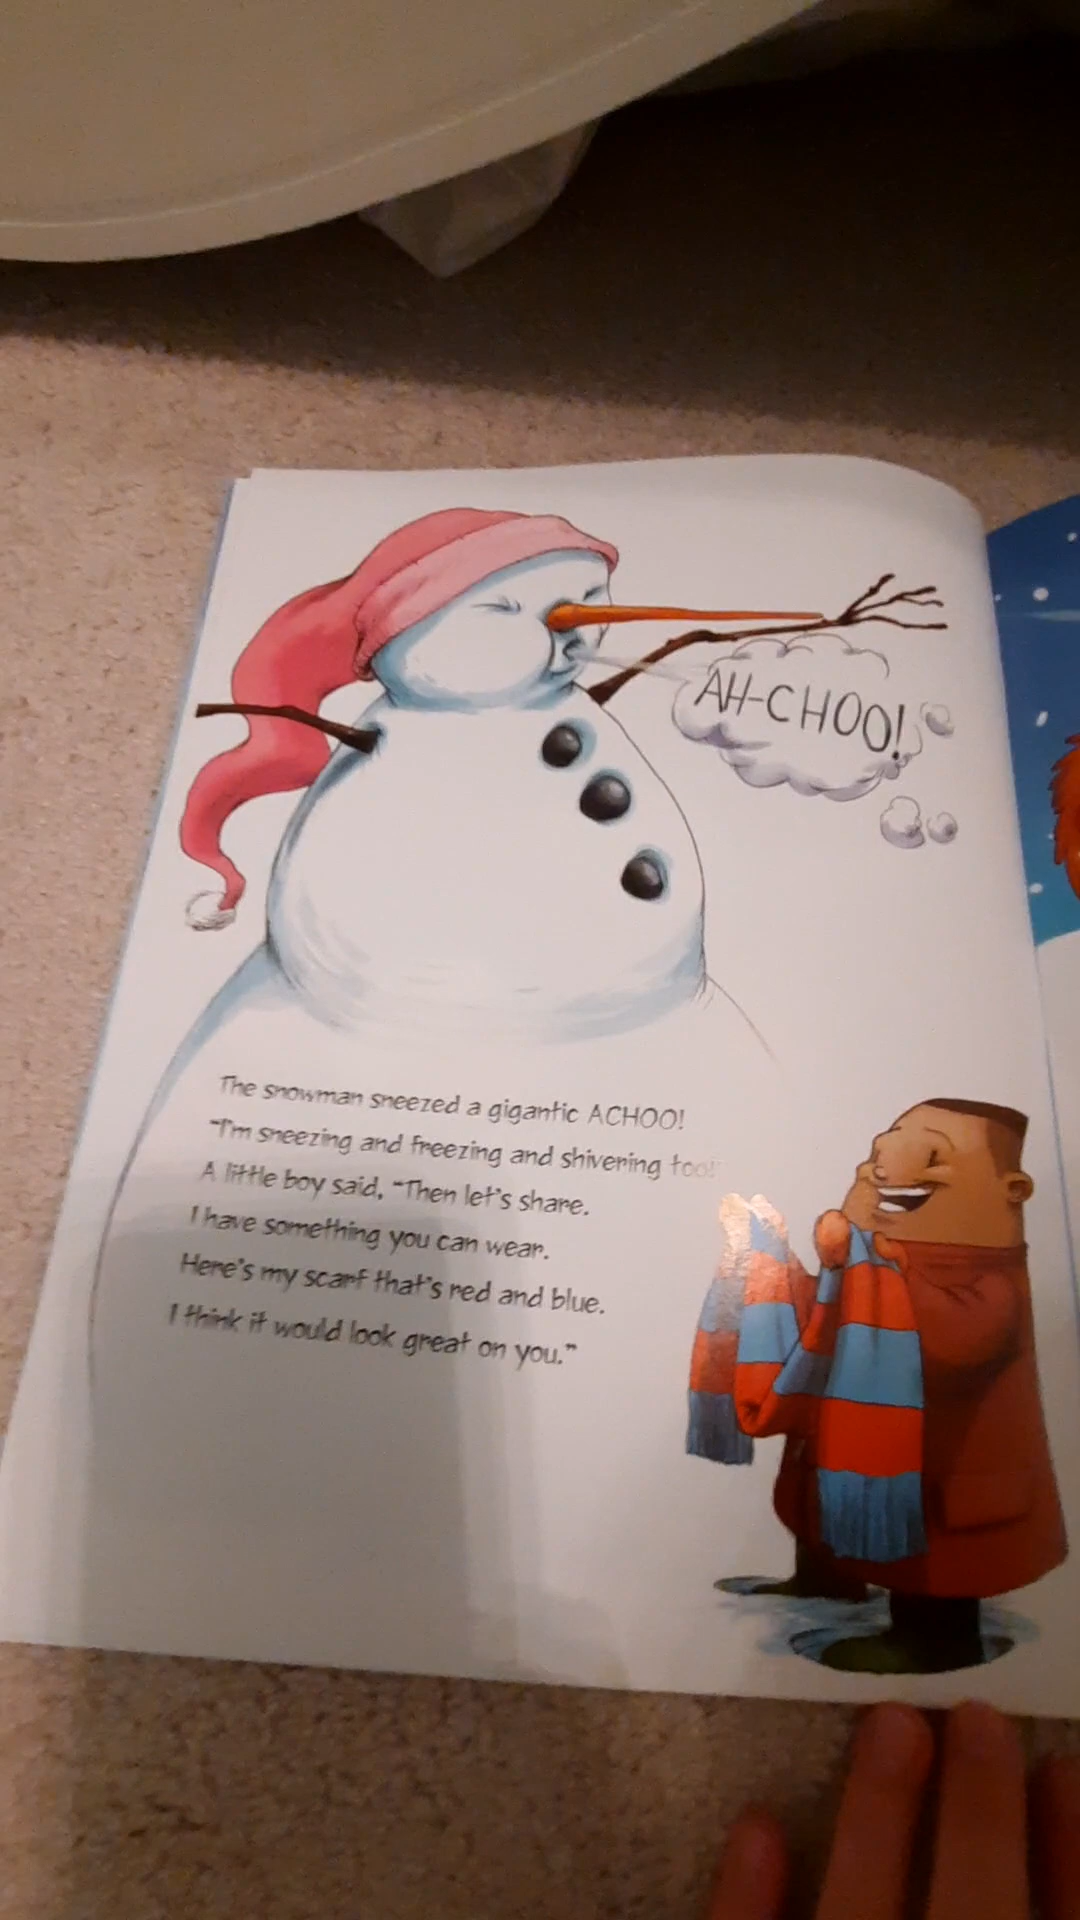 AH-CHOO!
The snowman sneezed a gigantic ACHOO!
"I'm sneezing and freezing and shivering too!"
A little boy said, "Then let's share.
I have something you can wear.
Here's my scarf that's red and blue.
I think it would look great on you."